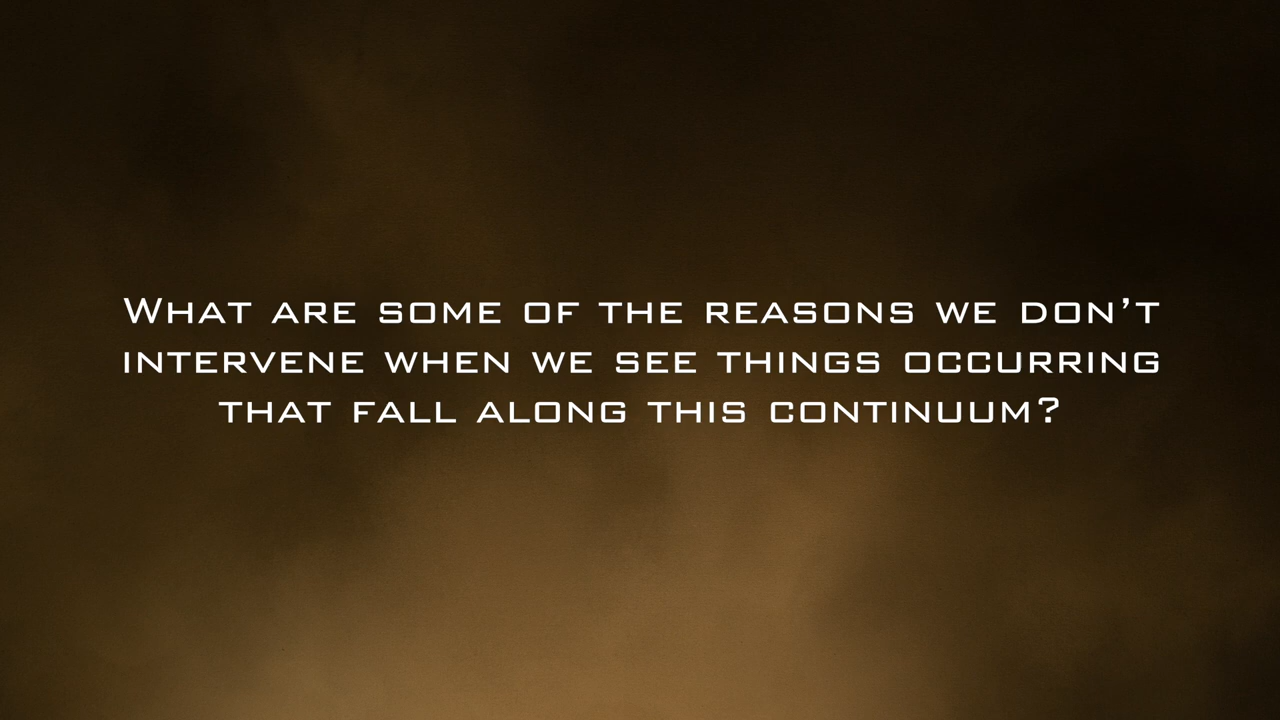 What are some of the reasons we don’t
intervene when we see things occurring
that fall along this continuum?